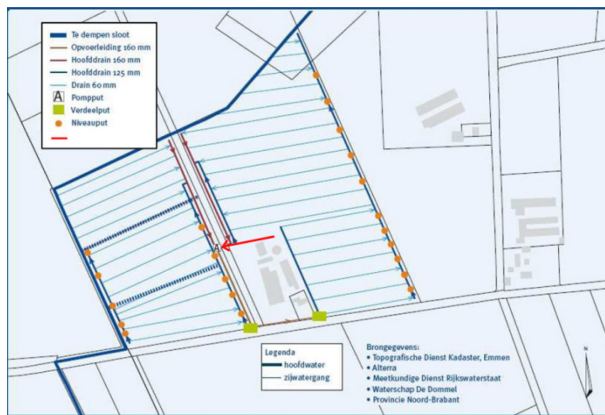 Te dempen sloot
Opvoerleiding 160 mm
Hoofddrain 160 mm
Hoofddrain 125 mm
Drain 60 mm
A Pompput
Verdeelput
Niveauput
A
Legenda
hoofdwater
zijwatergang
Brongegevens:
• Topografische Dienst Kadaster, Emmen
• Alterra
• Meetkundige Dienst Rijkswaterstaat
• Waterschap De Dommel
• Provincie Noord-Brabant